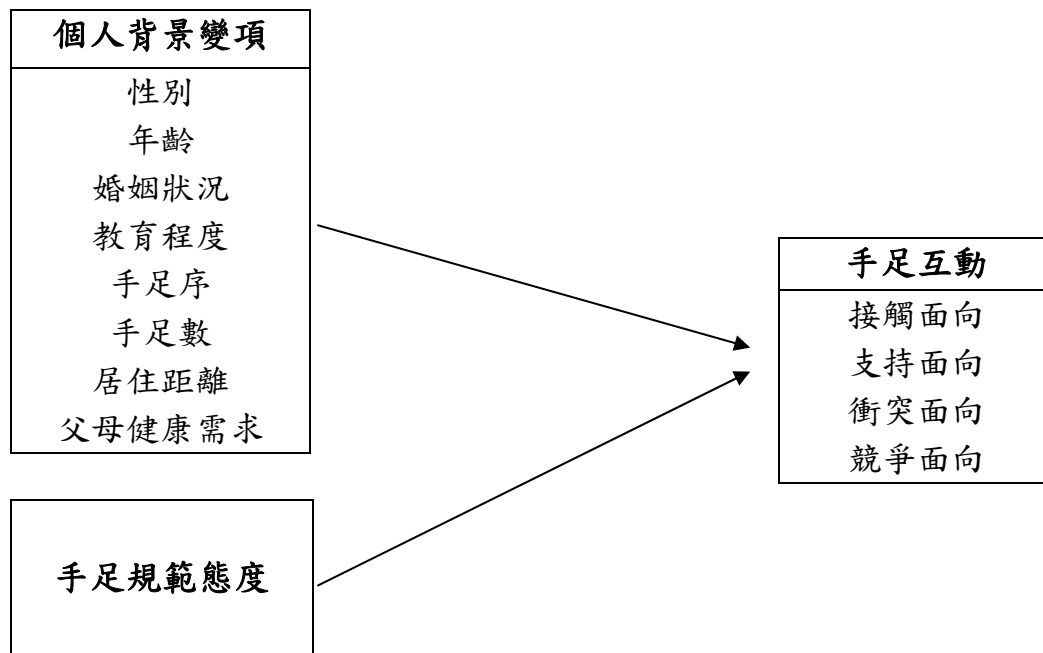 個人背景變項
性別
年齡
婚姻狀況
教育程度
手足序
手足數
居住距離
父母健康需求
手足規範態度
手足互動
接觸面向
支持面向
衝突面向
競爭面向